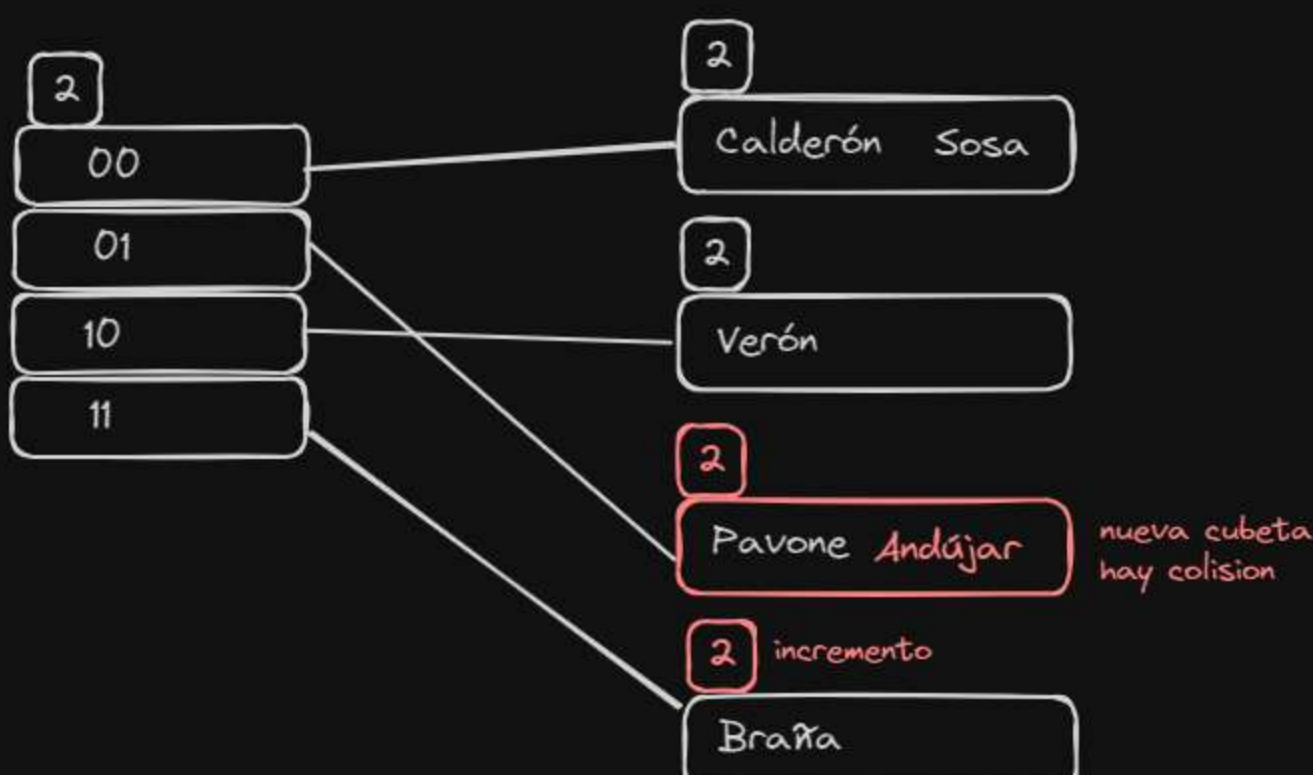 2
00
01
10
11
2
Calderón Sosa
2
Verón
2
Pavone Andújar
nueva cubeta
hay colision
2 incremento
Braña